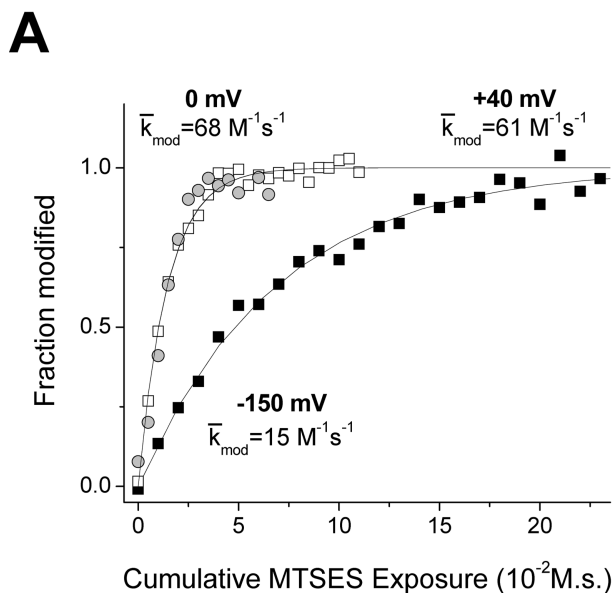 A
0 mV
k̅mod=68 M⁻¹s⁻¹
+40 mV
k̅mod=61 M⁻¹s⁻¹
1.0
0.5
0.0
Fraction modified
-150 mV
k̅mod=15 M⁻¹s⁻¹
0 5 10 15 20
Cumulative MTSES Exposure (10⁻²M.s.)